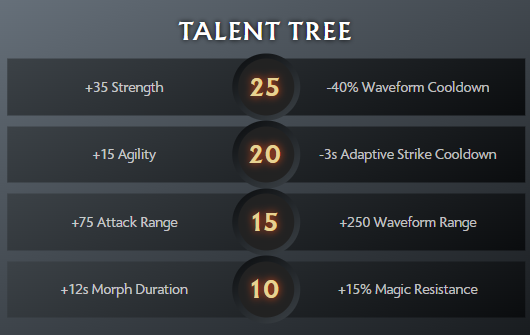 TALENT TREE
+35 Strength 25 -40% Waveform Cooldown
+15 Agility 20 -3s Adaptive Strike Cooldown
+75 Attack Range 15 +250 Waveform Range
+12s Morph Duration 10 +15% Magic Resistance